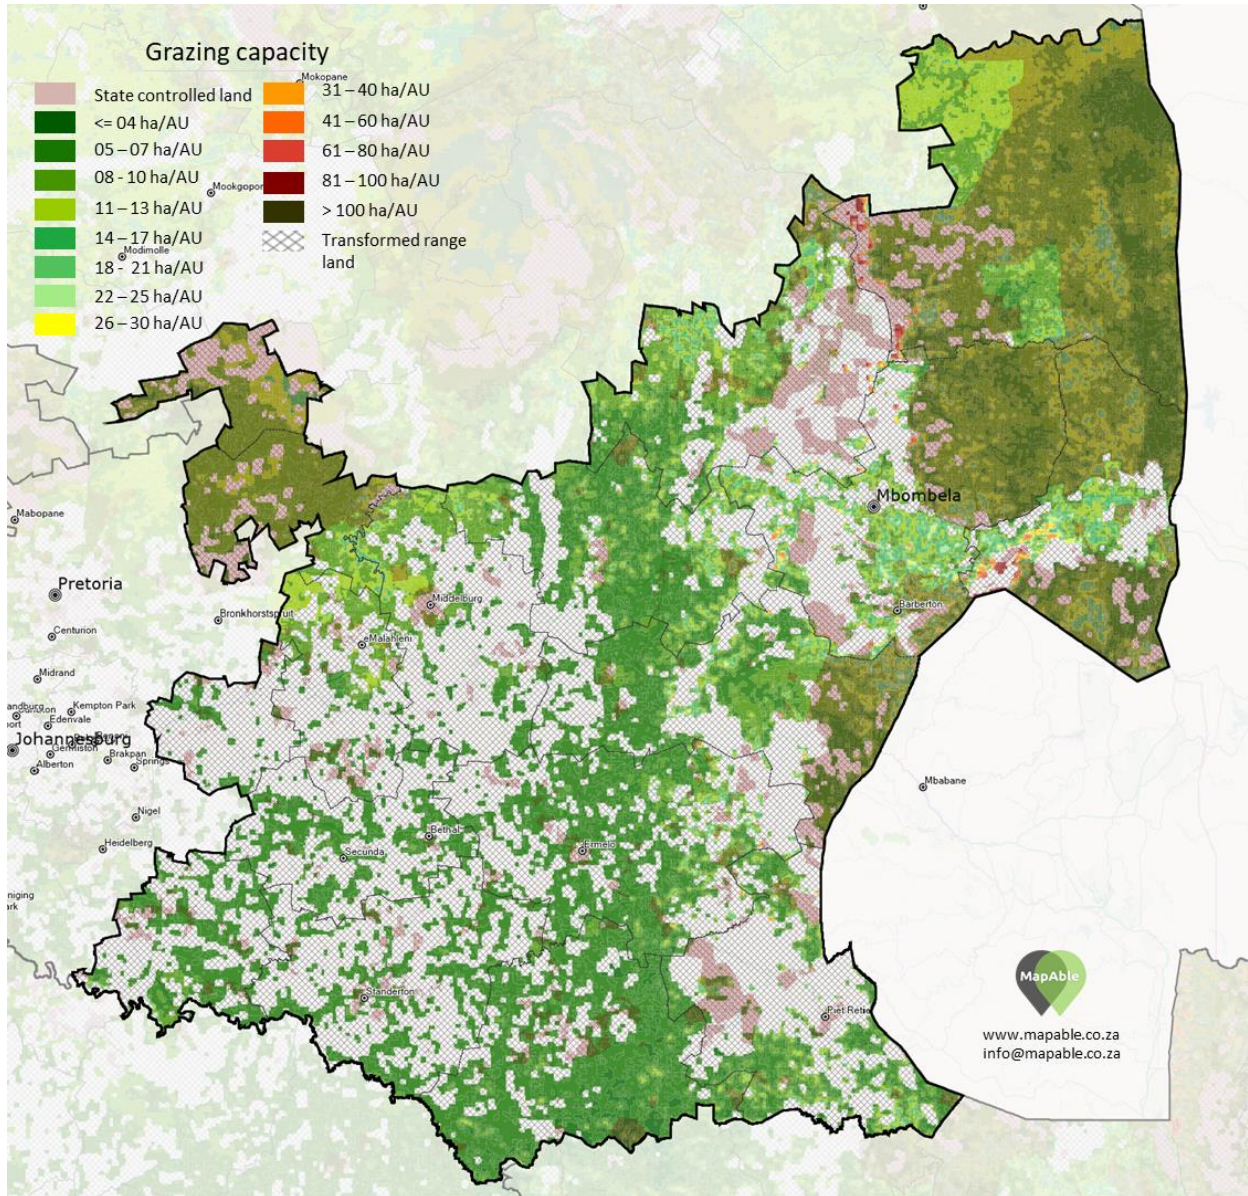 Grazing capacity
State controlled land
<= 04 ha/AU
05 – 07 ha/AU
08 - 10 ha/AU
11 – 13 ha/AU
14 – 17 ha/AU
18 - 21 ha/AU
22 – 25 ha/AU
26 – 30 ha/AU
31 – 40 ha/AU
41 – 60 ha/AU
61 – 80 ha/AU
81 – 100 ha/AU
> 100 ha/AU
Transformed range
land
Mokopane
Modimolle
Mabopane
Pretoria
Centurion
Midrand
Kempton Park
Edenvale
Johannesburg
Germiston
Brakpan
Springs
Alberton
Nigel
Heidelberg
Bronkhorstspruit
Middelburg
eMalahleni
Mbombela
Barberton
Mbabane
Bethal
Secunda
Ermelo
Standerton
MapAble
www.mapable.co.za
info@mapable.co.za